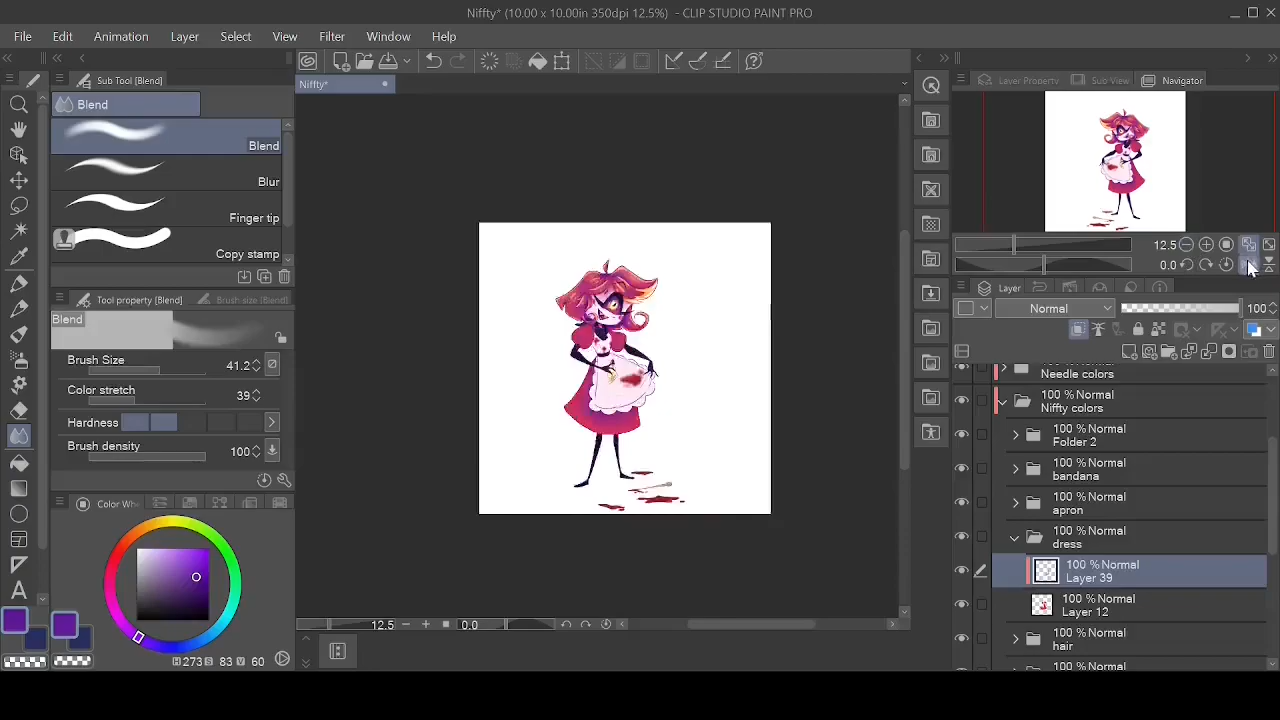 Niffty* (10.00 x 10.00in 350dpi 12.5%) - CLIP STUDIO PAINT PRO
File Edit Animation Layer Select View Filter Window Help
Sub Tool [Blend]
Niffty*
Layer Property Sub View Navigator
Blend
Blend
Blur
Finger tip
Copy stamp
12.5
0.0
Tool property [Blend] Brush size [Blend]
Layer
Blend
Normal 100
Brush Size 41.2
Color stretch 39
Hardness
Brush density 100
100 % Normal
Needle colors
100 % Normal
Niffty colors
100 % Normal
Folder 2
100 % Normal
bandana
100 % Normal
apron
100 % Normal
dress
100 % Normal
Layer 39
100 % Normal
Layer 12
100 % Normal
hair
100 % Normal
Color Whe
A
12.5 0.0
H 273 S 83 V 60